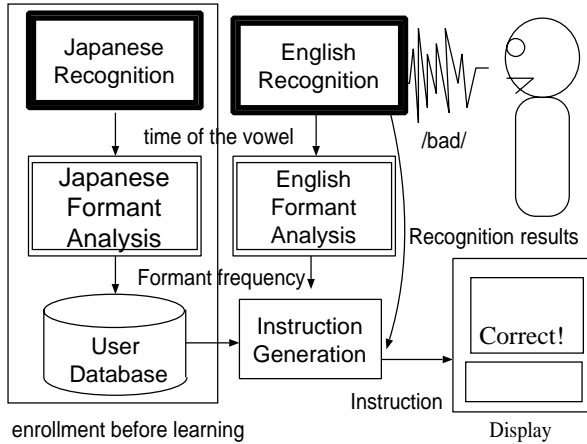 Japanese
Recognition
English
Recognition
time of the vowel
/bad/
Japanese
Formant
Analysis
English
Formant
Analysis
Recognition results
Formant frequency
User
Database
Instruction
Generation
Correct!
Instruction
enrollment before learning
Display